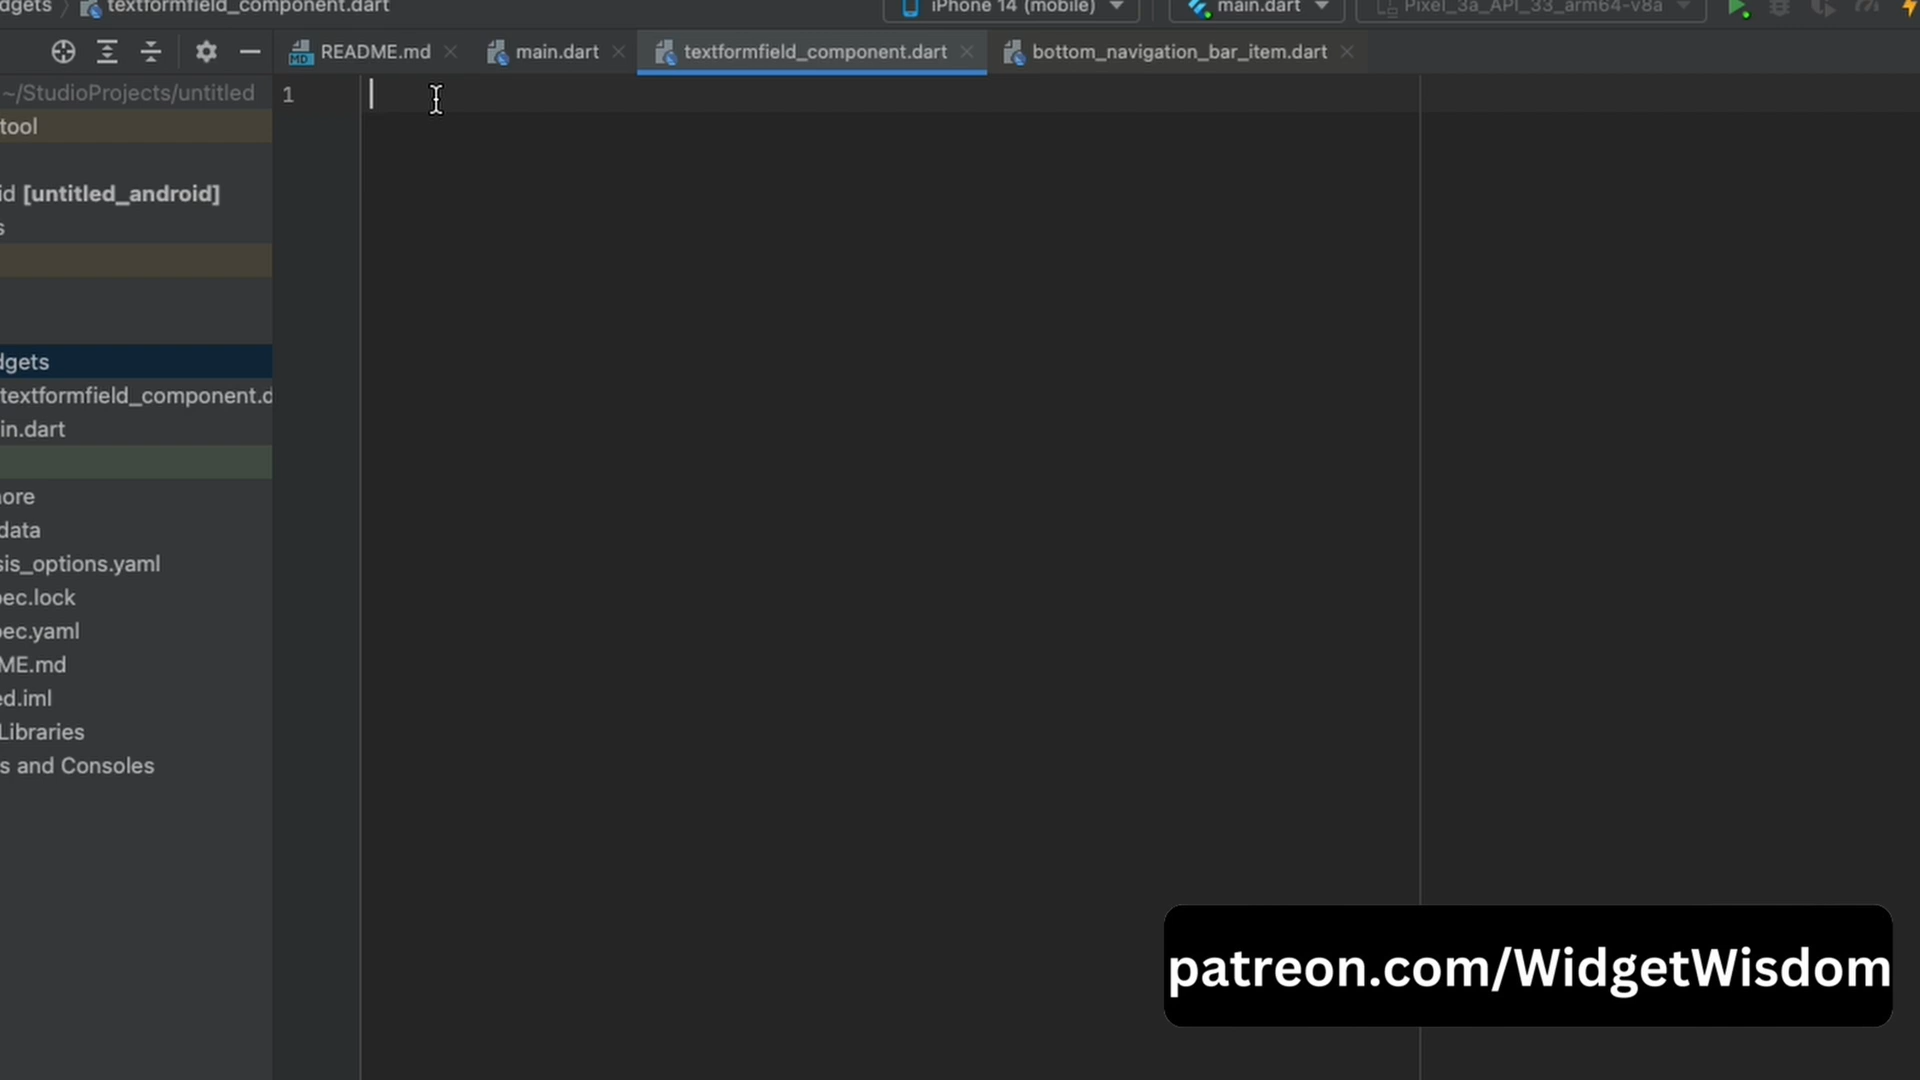 dgets textformfield_component.dart iPhone 14 (mobile) main.dart Pixel_3a_API_33_arm64-v8a
README.md main.dart textformfield_component.dart bottom_navigation_bar_item.dart
~/StudioProjects/untitled 1
tool
id [untitled_android]
s
dgets
textformfield_component.d
in.dart
nore
data
sis_options.yaml
pec.lock
pec.yaml
ME.md
ed.iml
Libraries
s and Consoles
patreon.com/WidgetWisdom